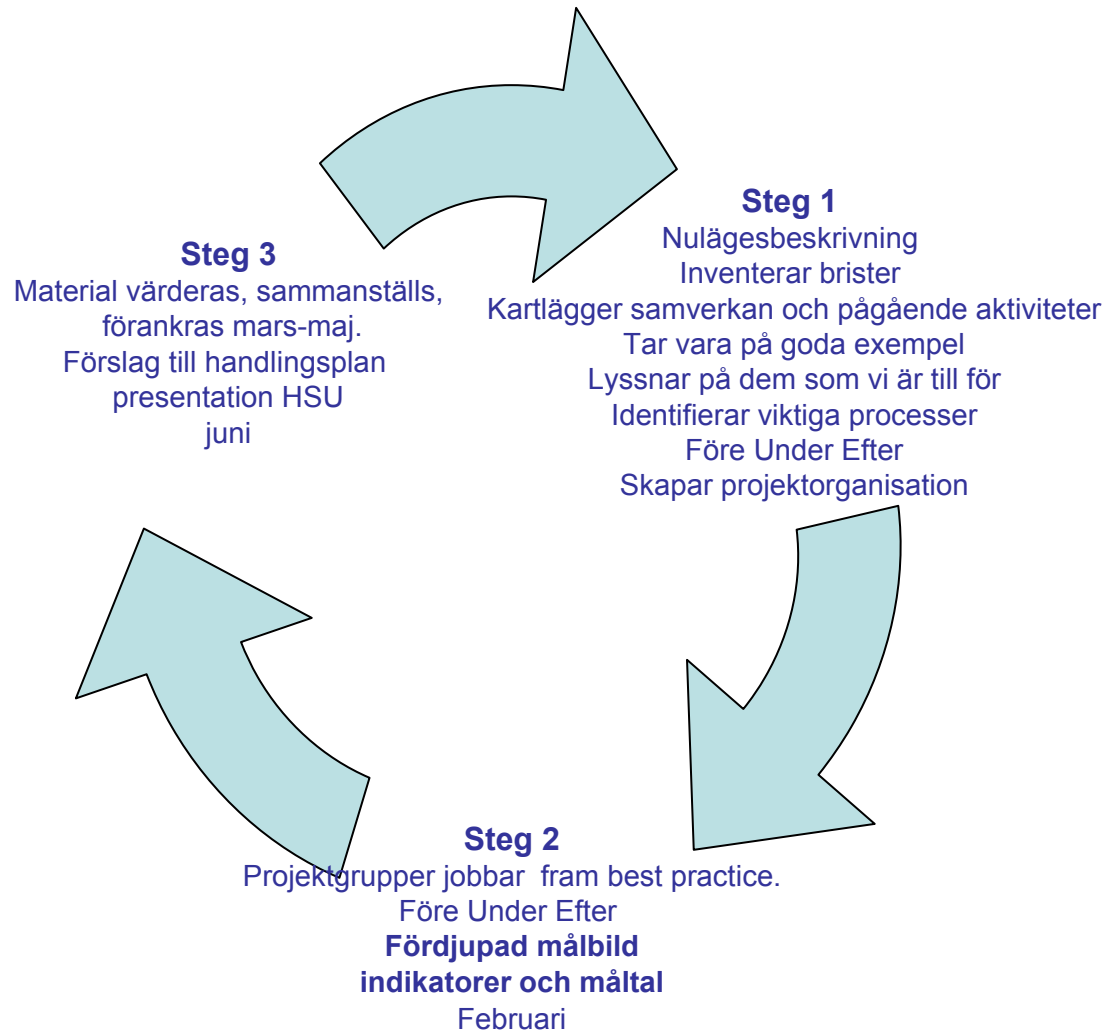 Steg 1
Nulägesbeskrivning
Inventerar brister
Kartlägger samverkan och pågående aktiviteter
Tar vara på goda exempel
Lyssnar på dem som vi är till för
Identifierar viktiga processer
Före Under Efter
Skapar projektorganisation
Steg 2
Projektgrupper jobbar  fram best practice.
Före Under Efter
Fördjupad målbild
indikatorer och måltal
Februari
Steg 3
Material värderas, sammanställs,
förankras mars-maj.
Förslag till handlingsplan
presentation HSU
juni